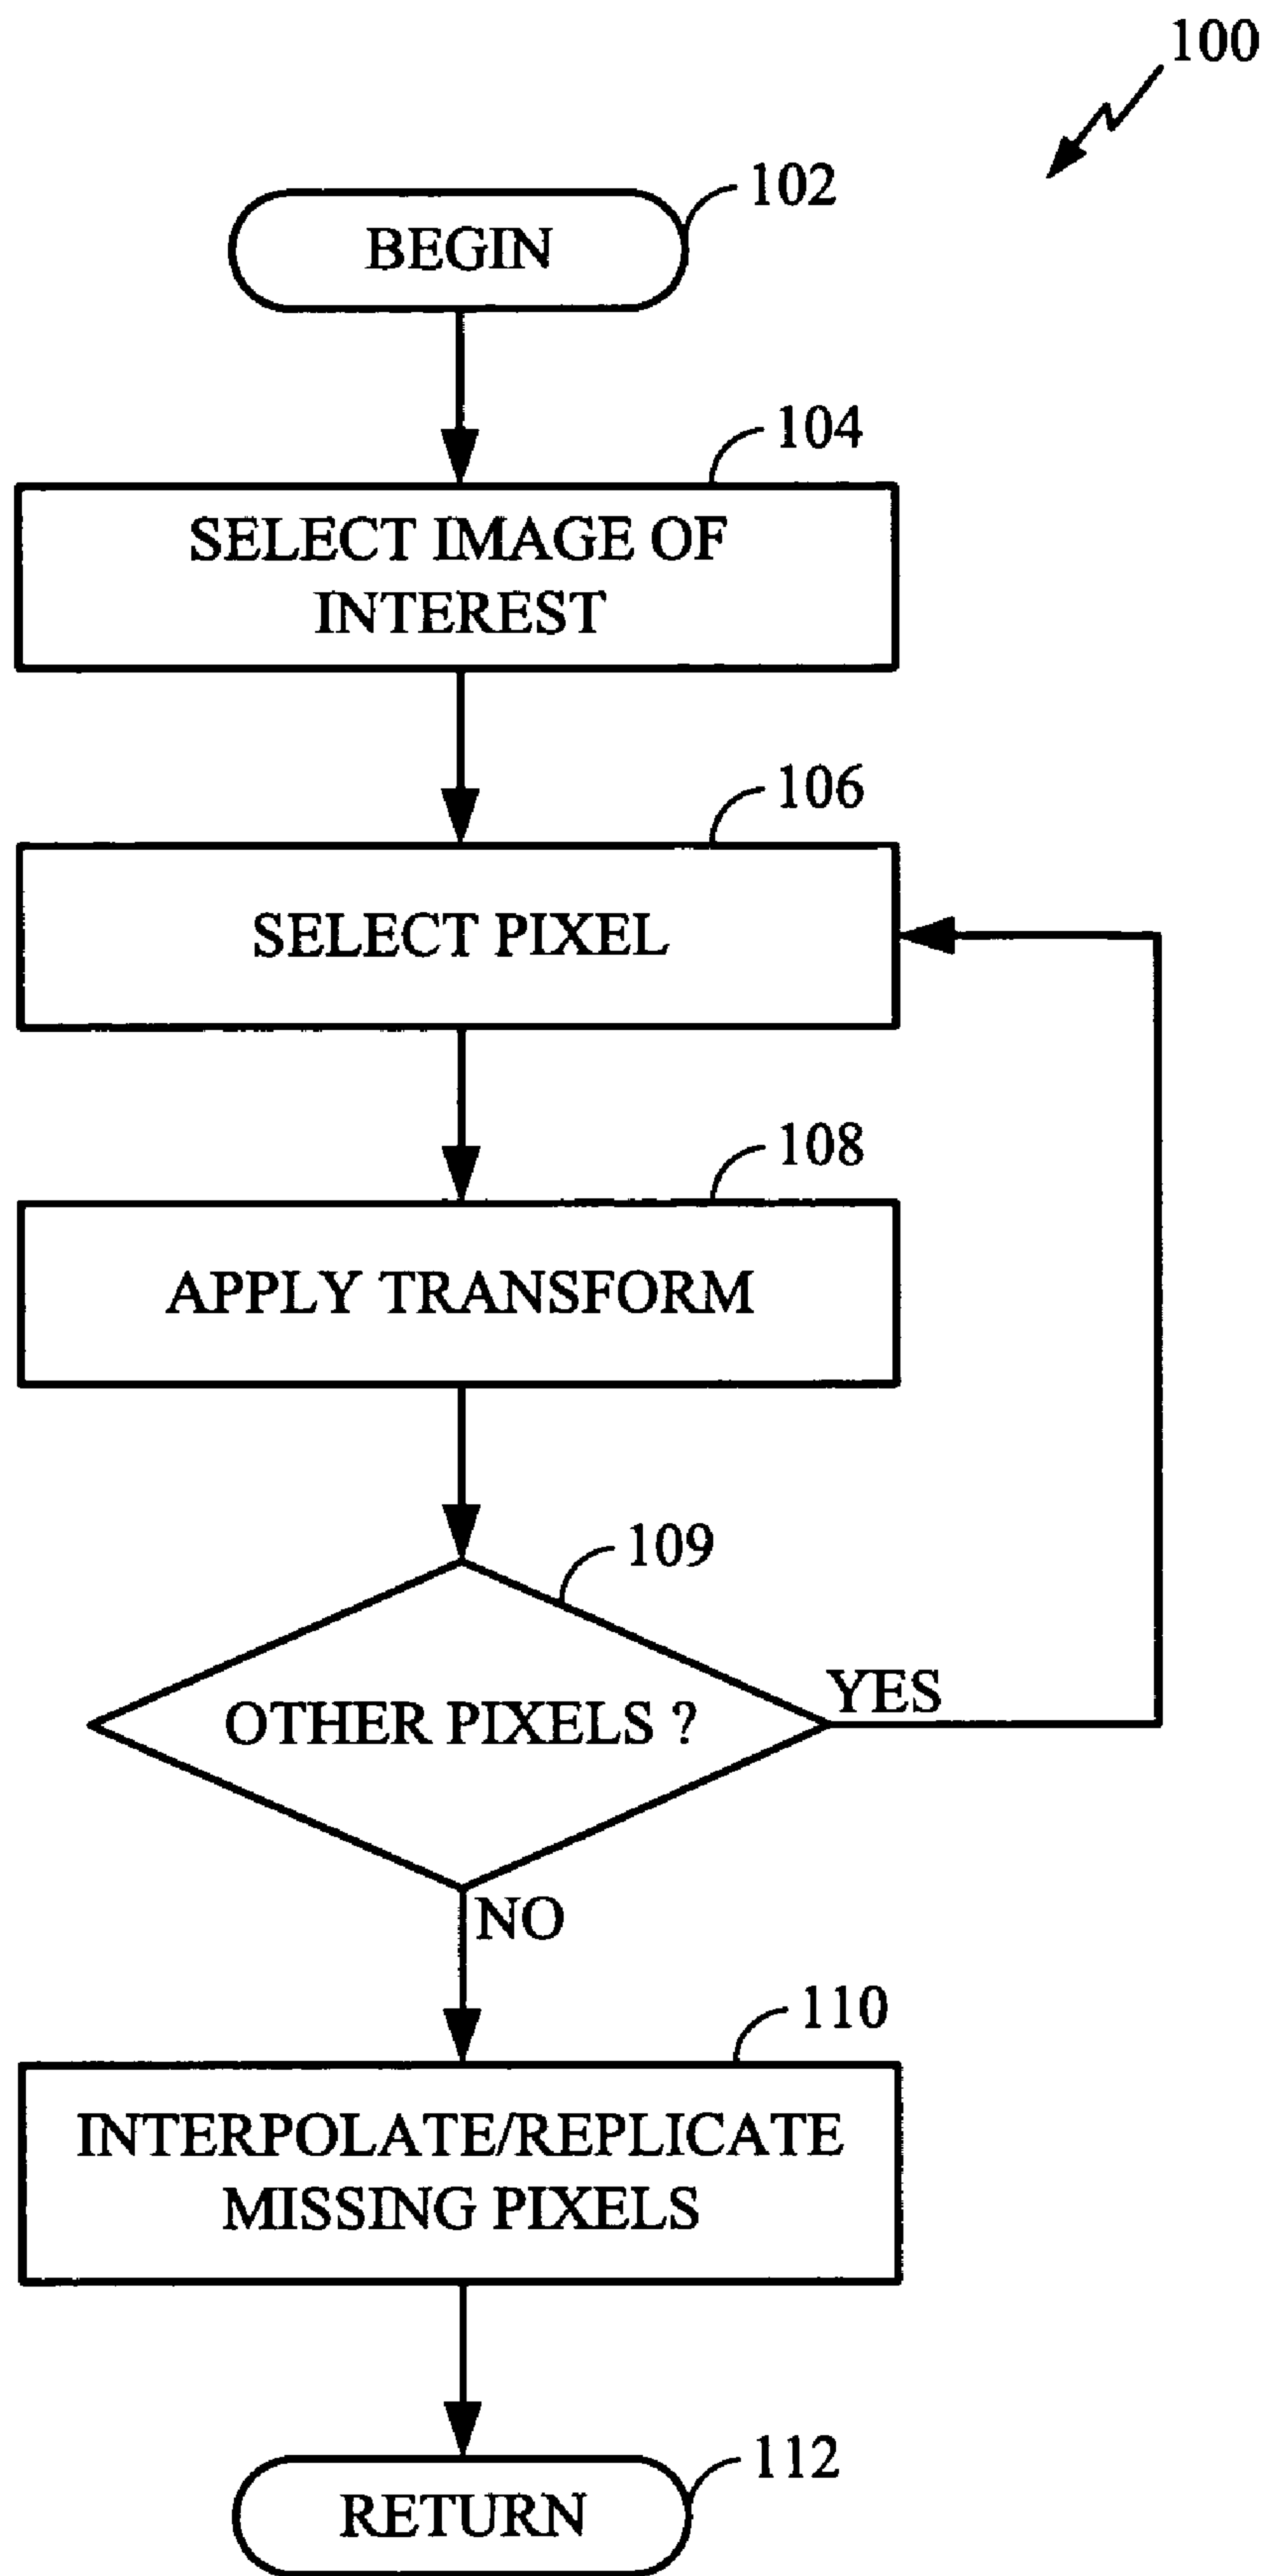 100
102
BEGIN
104
SELECT IMAGE OF
INTEREST
106
SELECT PIXEL
108
APPLY TRANSFORM
109
OTHER PIXELS ?
YES
NO
110
INTERPOLATE/REPLICATE
MISSING PIXELS
112
RETURN